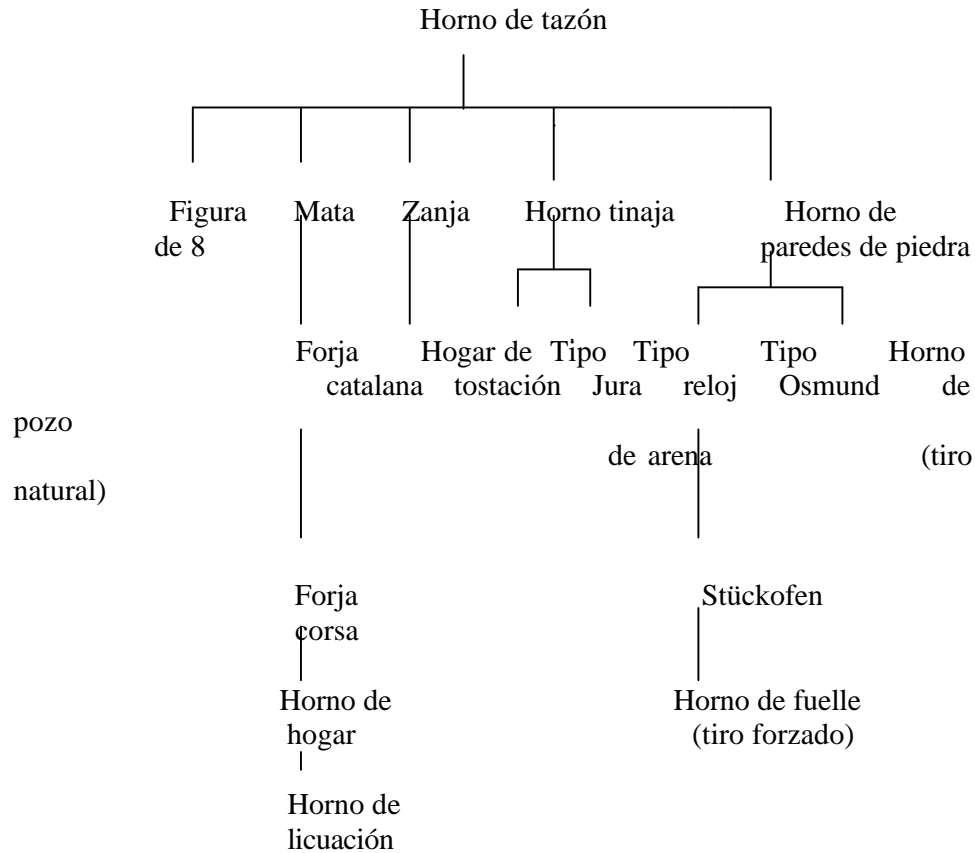 Horno de tazón
Figura Mata Zanja Horno tinaja Horno de
de 8 paredes de piedra
Forja Hogar de Tipo Tipo Tipo Horno
catalana tostación Jura reloj Osmund de
pozo
de arena (tiro
natural)
Forja Stückofen
corsa
Horno de Horno de fuelle
hogar (tiro forzado)
Horno de
licuación